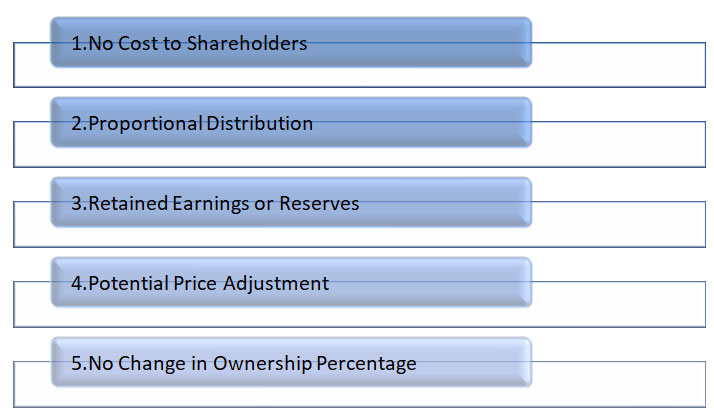 1.No Cost to Shareholders
2.Proportional Distribution
3.Retained Earnings or Reserves
4.Potential Price Adjustment
5.No Change in Ownership Percentage